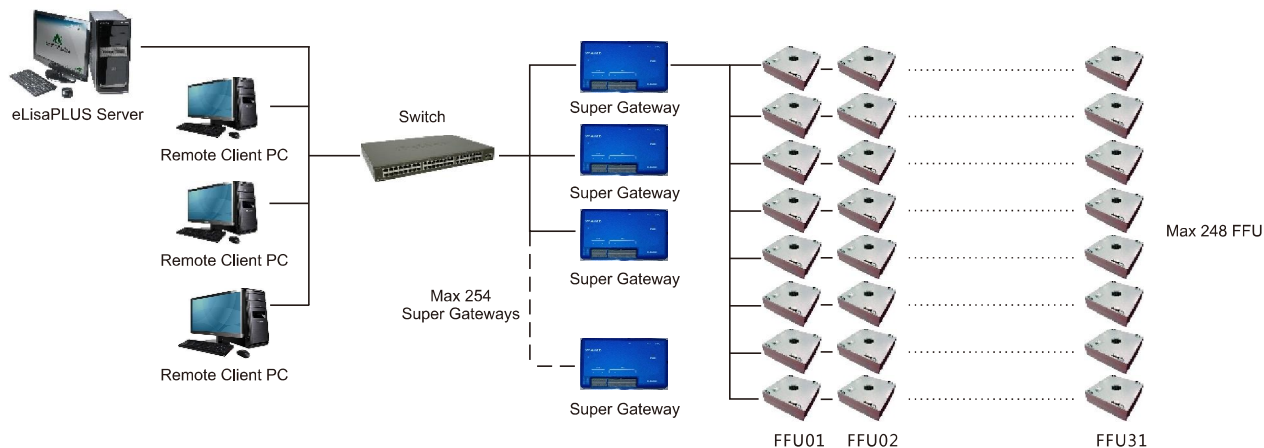 eLisaPLUS Server
Remote Client PC
Remote Client PC
Remote Client PC
Switch
Max 254
Super Gateways
Super Gateway
Super Gateway
Super Gateway
Super Gateway
Max 248 FFU
FFU01
FFU02
FFU31